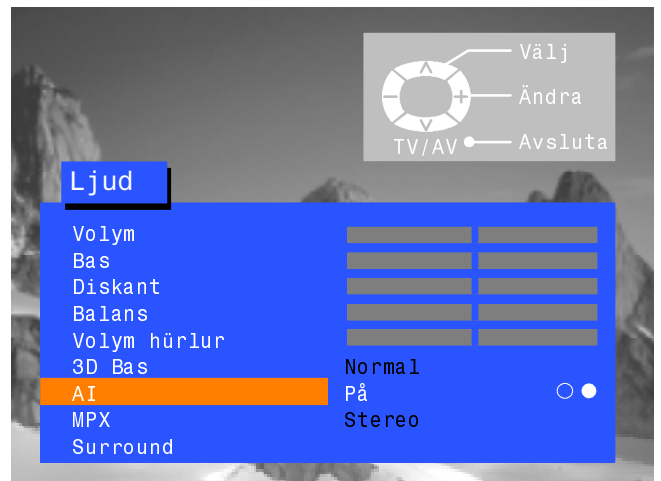 Välj
Ändra
TV/AV Avsluta
Ljud
Volym
Bas
Diskant
Balans
Volym hürlur
3D Bas Normal
AI På
MPX Stereo
Surround